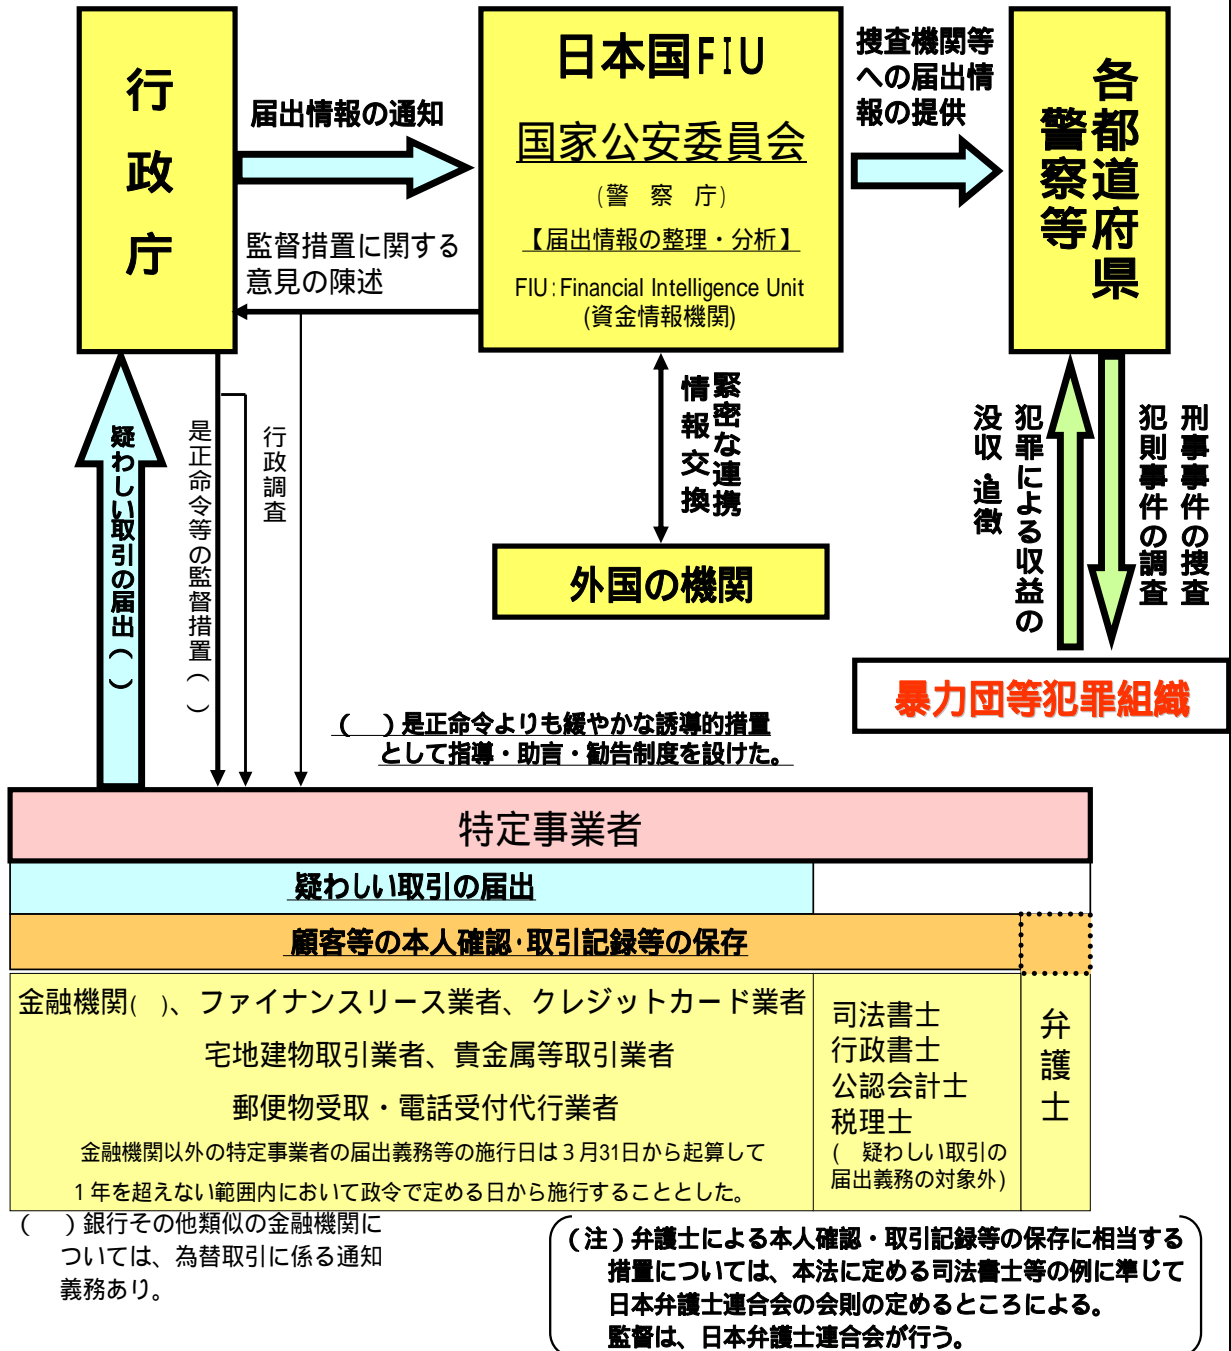 行政庁
届出情報の通知
監督措置に関する
意見の陳述
日本国FIU
国家公安委員会
(警 察 庁)
【届出情報の整理・分析】
FIU:Financial Intelligence Unit
(資金情報機関)
捜査機関等
への届出情
報の提供
各都道府県
警察等
疑わしい取引の届出( )
是正命令等の監督措置( )
行政調査
緊密な連携
情報交換
外国の機関
刑事事件の捜査
犯則事件の調査
犯罪による収益の
没収・追徴
暴力団等犯罪組織
( )是正命令よりも緩やかな誘導的措置
として指導・助言・勧告制度を設けた。
特定事業者
疑わしい取引の届出
顧客等の本人確認・取引記録等の保存
金融機関( )、ファイナンスリース業者、クレジットカード業者
宅地建物取引業者、貴金属等取引業者
郵便物受取・電話受付代行業者
金融機関以外の特定事業者の届出義務等の施行日は3月31日から起算して
1年を超えない範囲内において政令で定める日から施行することとした。
司法書士
行政書士
公認会計士
税理士
( 疑わしい取引の
届出義務の対象外)
弁護士
( )銀行その他類似の金融機関に
ついては、為替取引に係る通知
義務あり。
(注)弁護士による本人確認・取引記録等の保存に相当する
措置については、本法に定める司法書士等の例に準じて
日本弁護士連合会の会則の定めるところによる。
監督は、日本弁護士連合会が行う。